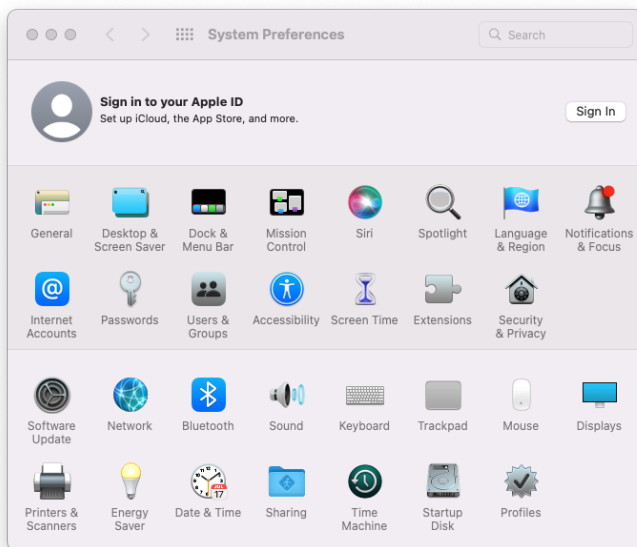 System Preferences
Search
Sign in to your Apple ID
Set up iCloud, the App Store, and more.
Sign In
General
Desktop &
Screen Saver
Dock &
Menu Bar
Mission
Control
Siri
Spotlight
Language
& Region
Notifications
& Focus
Internet
Accounts
Passwords
Users &
Groups
Accessibility
Screen Time
Extensions
Security
& Privacy
Software
Update
Network
Bluetooth
Sound
Keyboard
Trackpad
Mouse
Displays
Printers &
Scanners
Energy
Saver
JUL
17
Date & Time
Sharing
Time
Machine
Startup
Disk
Profiles